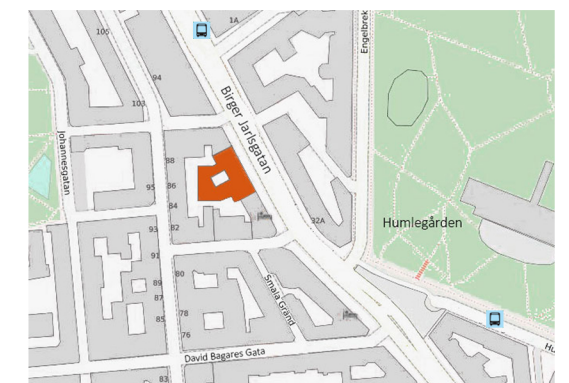 1A
105
Engelbrek
94
Birger Jarlsgatan
103
Johannesgatan
88
95
86
84
32A
Humlegården
93
82
91
80
Smala Gränd
89
87
78
85
76
David Bagares Gata
Hu
83